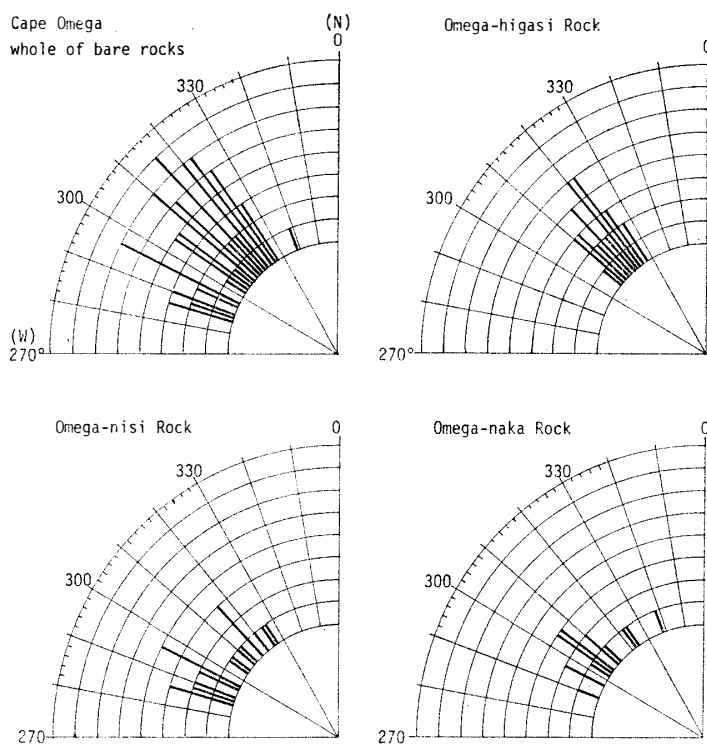 Cape Omega
whole of bare rocks
(N)
0
330
300
(W)
270°
Omega-higasi Rock
0
330
300
270°
Omega-nisi Rock
0
330
300
270
Omega-naka Rock
0
330
300
270